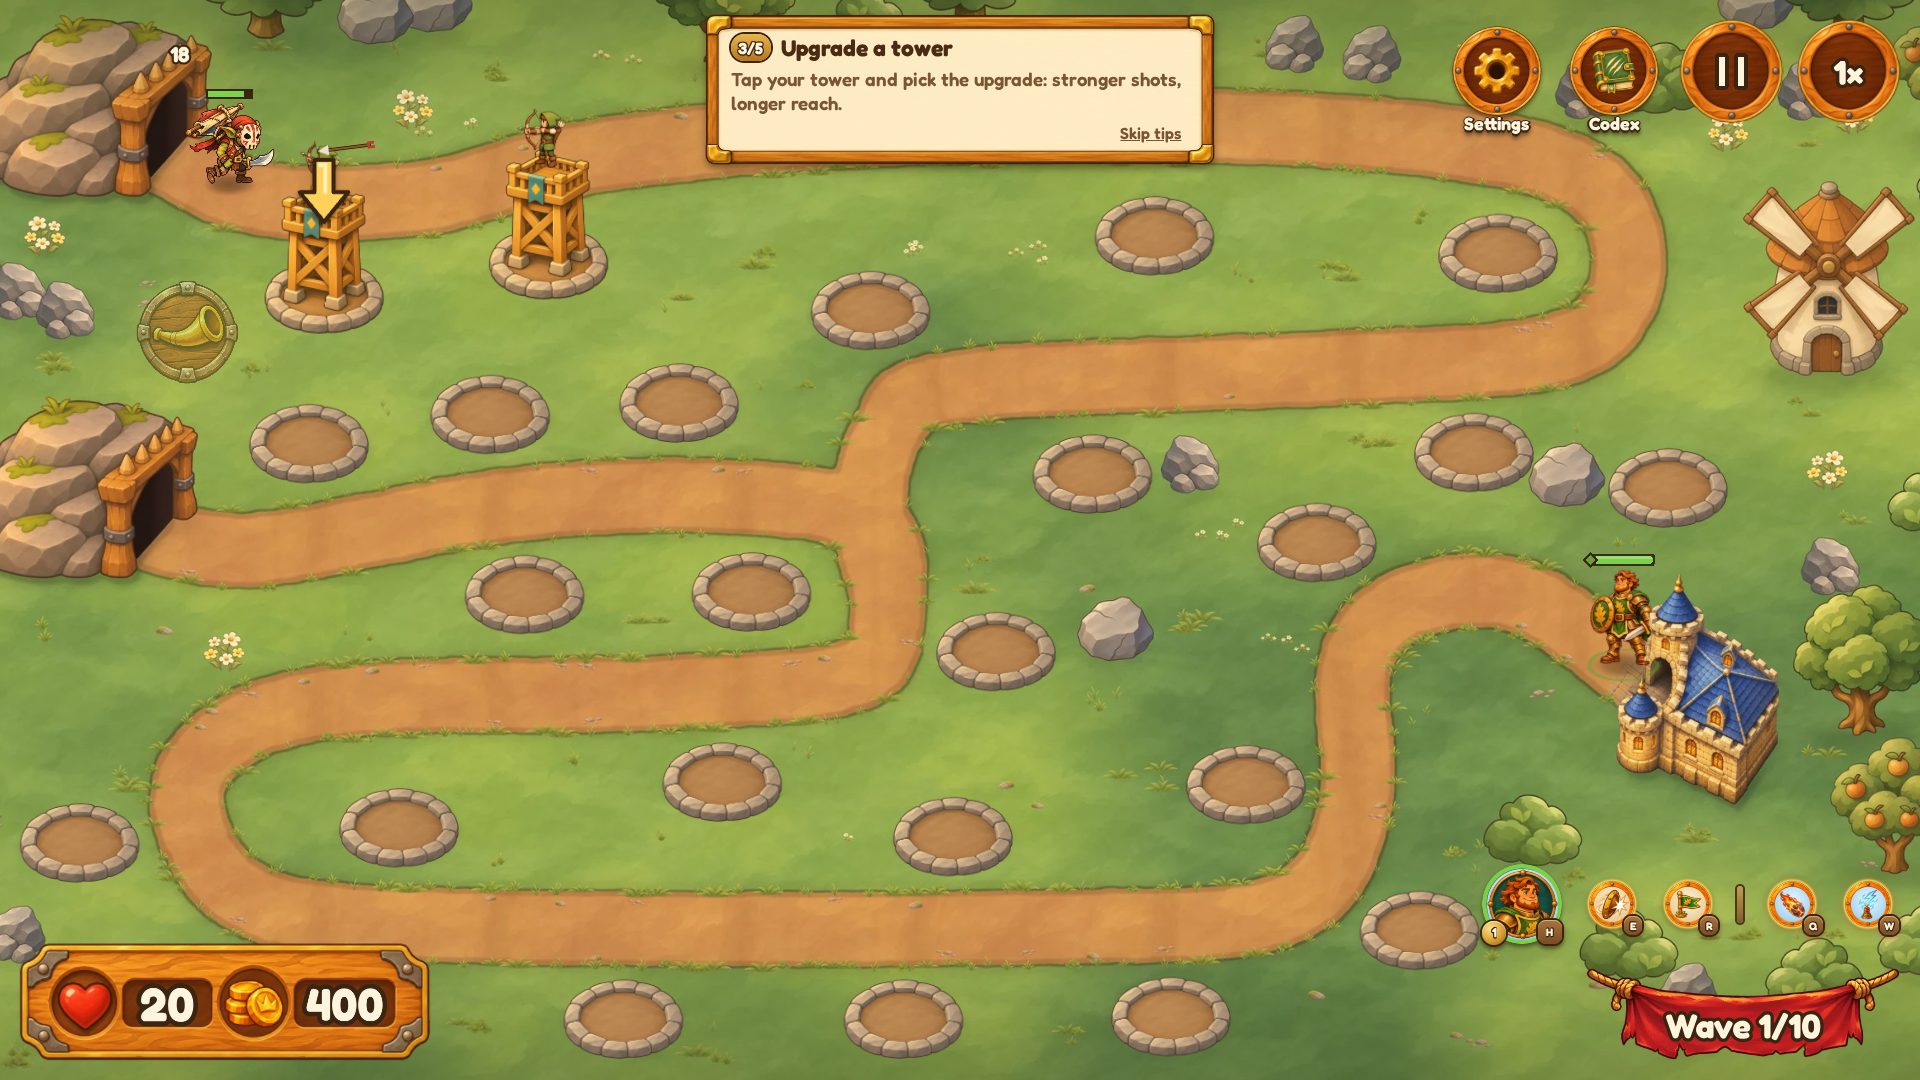 18
3/5 Upgrade a tower
Tap your tower and pick the upgrade: stronger shots,
longer reach.
Skip tips
Settings
Codex
1x
1
H
E
R
Q
W
20
400
Wave 1/10